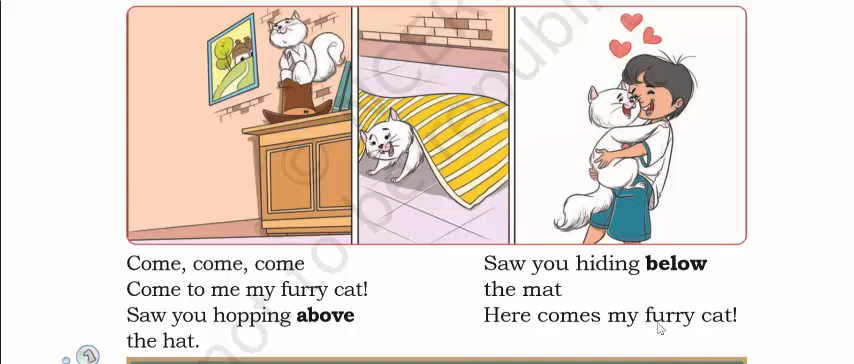 Come, come, come
Come to me my furry cat!
Saw you hopping above
the hat.
Saw you hiding below
the mat
Here comes my furry cat!